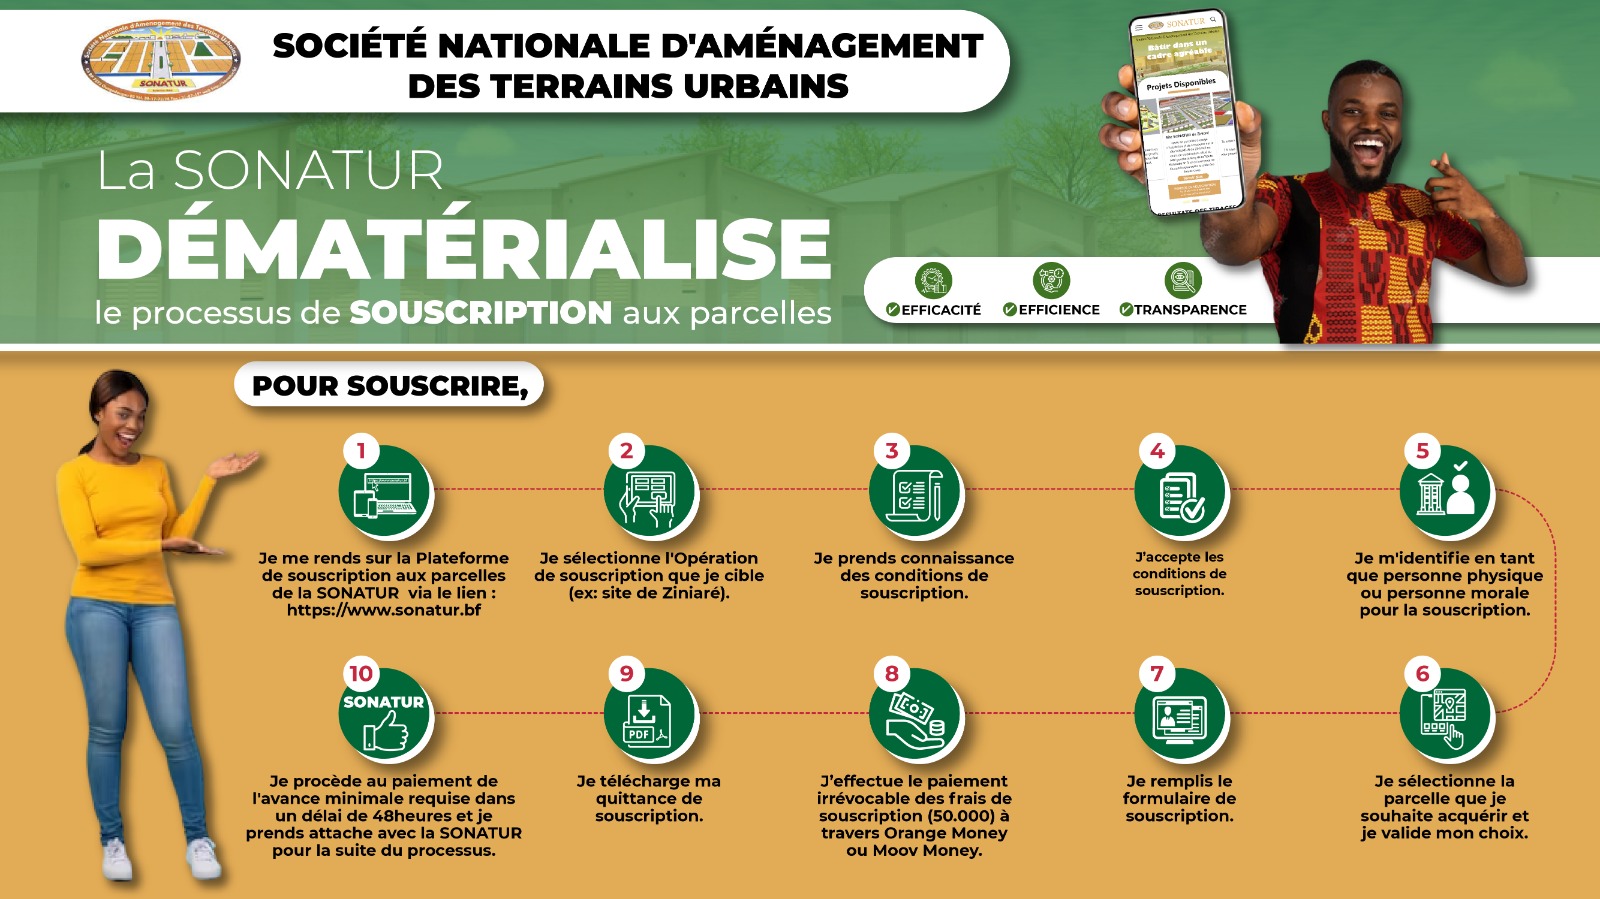 SOCIÉTÉ NATIONALE D'AMÉNAGEMENT
DES TERRAINS URBAINS
Société Nationale d'Aménagement des Terrains Urbains
SONATUR
SONATUR
Bâtir dans un
cadre agréable
Projets Disponibles
La SONATUR
DÉMATÉRIALISE
le processus de SOUSCRIPTION aux parcelles
EFFICACITÉ
EFFICIENCE
TRANSPARENCE
POUR SOUSCRIRE,
1
Je me rends sur la Plateforme
de souscription aux parcelles
de la SONATUR via le lien :
https://www.sonatur.bf
2
Je sélectionne l'Opération
de souscription que je cible
(ex: site de Ziniaré).
3
Je prends connaissance
des conditions de
souscription.
4
J'accepte les
conditions de
souscription.
5
Je m'identifie en tant
que personne physique
ou personne morale
pour la souscription.
6
Je sélectionne la
parcelle que je
souhaite acquérir et
je valide mon choix.
7
Je remplis le
formulaire de
souscription.
8
J'effectue le paiement
irrévocable des frais de
souscription (50.000) à
travers Orange Money
ou Moov Money.
9
PDF
Je télécharge ma
quittance de
souscription.
10
SONATUR
Je procède au paiement de
l'avance minimale requise dans
un délai de 48heures et je
prends attache avec la SONATUR
pour la suite du processus.